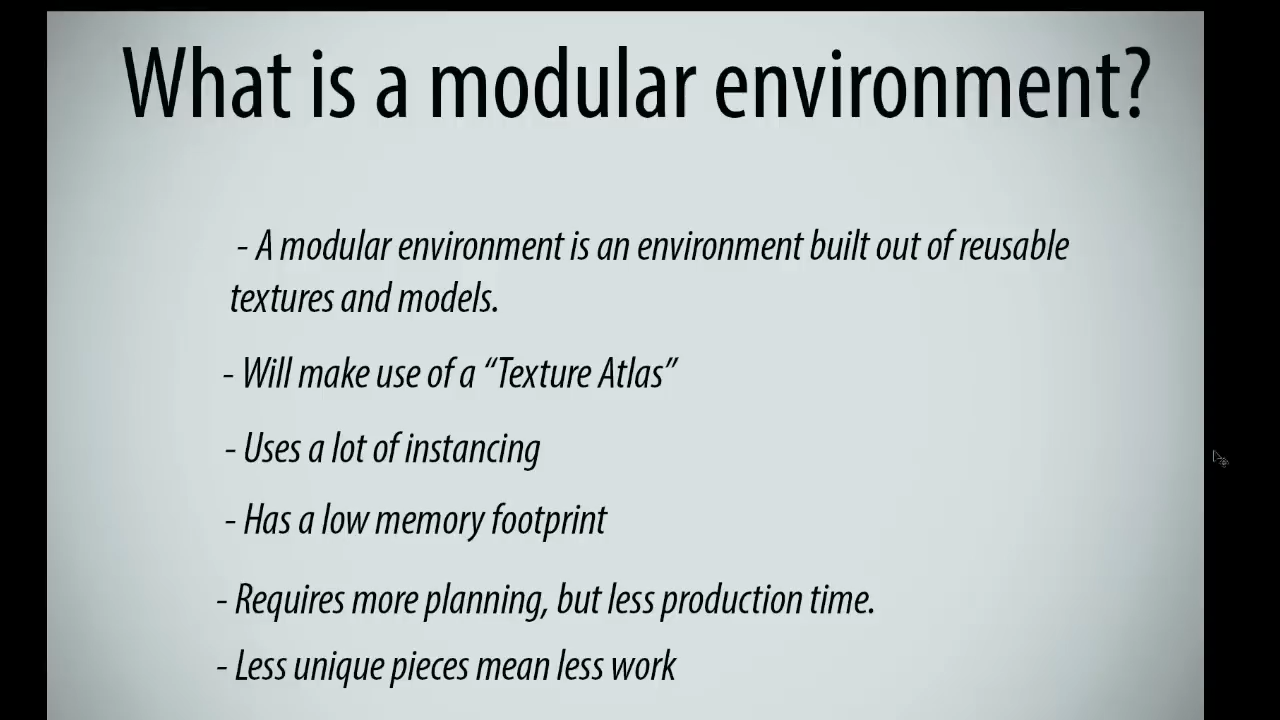 What is a modular environment?
- A modular environment is an environment built out of reusable
textures and models.
- Will make use of a “Texture Atlas”
- Uses a lot of instancing
- Has a low memory footprint
- Requires more planning, but less production time.
- Less unique pieces mean less work